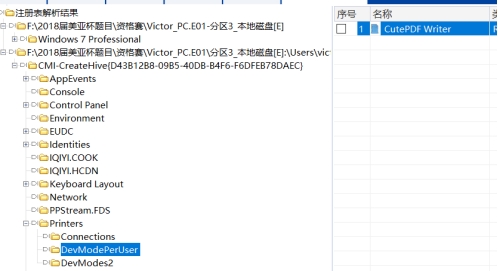 注册表解析结果
F:\2018届美亚杯题目\资格赛\Victor_PC.E01-分区3_本地磁盘[E]
Windows 7 Professional
F:\2018届美亚杯题目\资格赛\Victor_PC.E01-分区3_本地磁盘[E]:\Users\vic
CMI-CreateHive{D43B12B8-09B5-40DB-B4F6-F6DFEB78DAEC}
AppEvents
Console
Control Panel
Environment
EUDC
Identities
IQIYI.COOK
IQIYI.HCDN
Keyboard Layout
Network
PPStream.FDS
Printers
Connections
DevModePerUser
DevModes2
序号 名称
1 CutePDF Writer